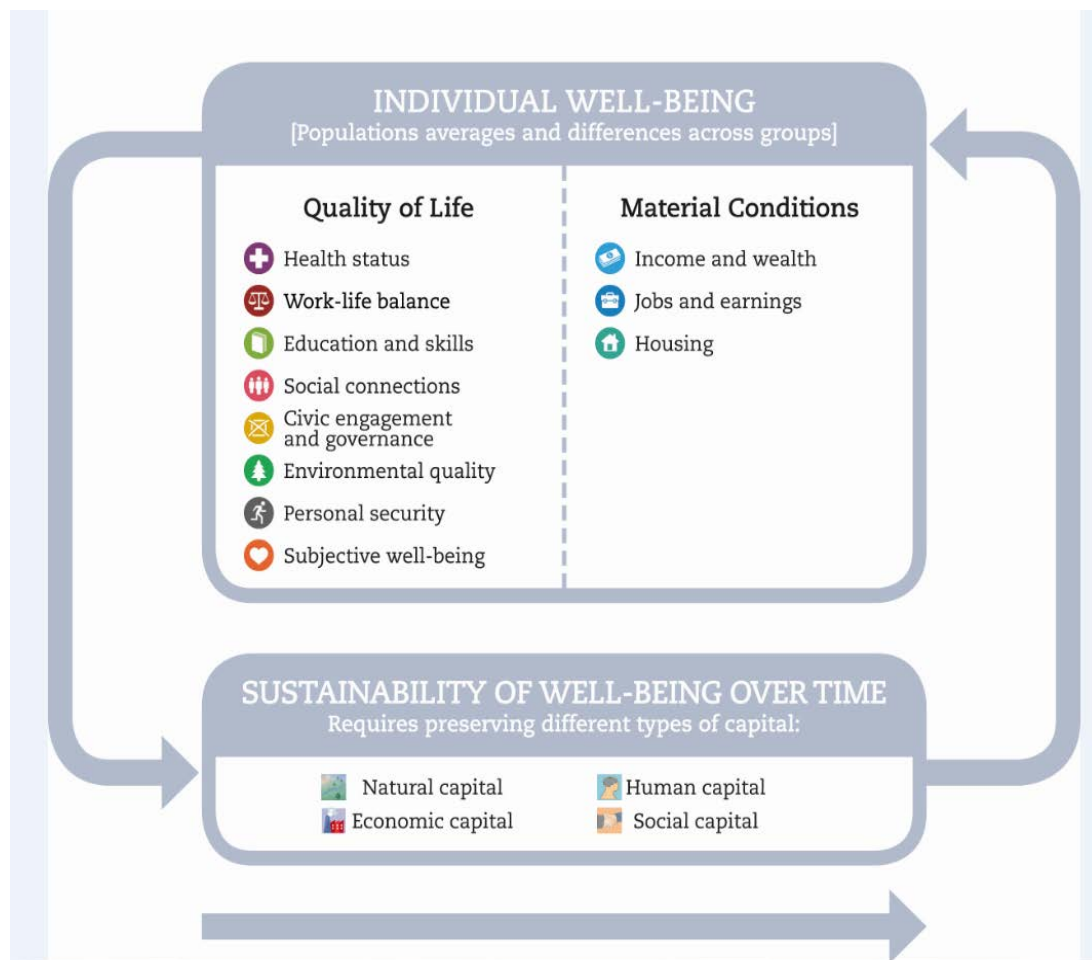 INDIVIDUAL WELL-BEING
[Populations averages and differences across groups]
Quality of Life
Health status
Work-life balance
Education and skills
Social connections
Civic engagement
and governance
Environmental quality
Personal security
Subjective well-being
Material Conditions
Income and wealth
Jobs and earnings
Housing
SUSTAINABILITY OF WELL-BEING OVER TIME
Requires preserving different types of capital:
Natural capital
Human capital
Economic capital
Social capital